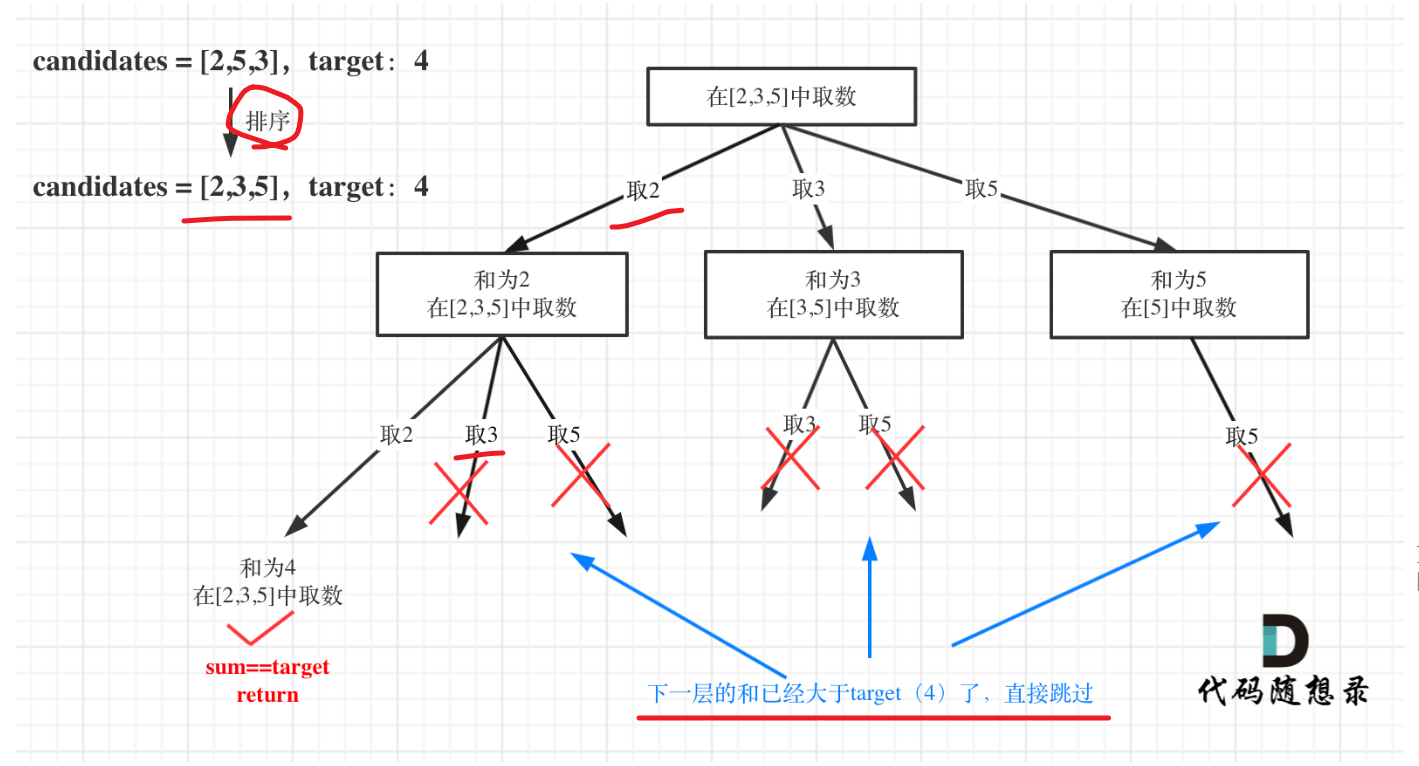 candidates = [2,5,3]，target：4
排序
candidates = [2,3,5]，target：4
在[2,3,5]中取数
取2
取3
取5
和为2
在[2,3,5]中取数
和为3
在[3,5]中取数
和为5
在[5]中取数
取2
取3
取5
取3
取5
取5
和为4
在[2,3,5]中取数
sum==target
return
下一层的和已经大于target（4）了，直接跳过
代码随想录